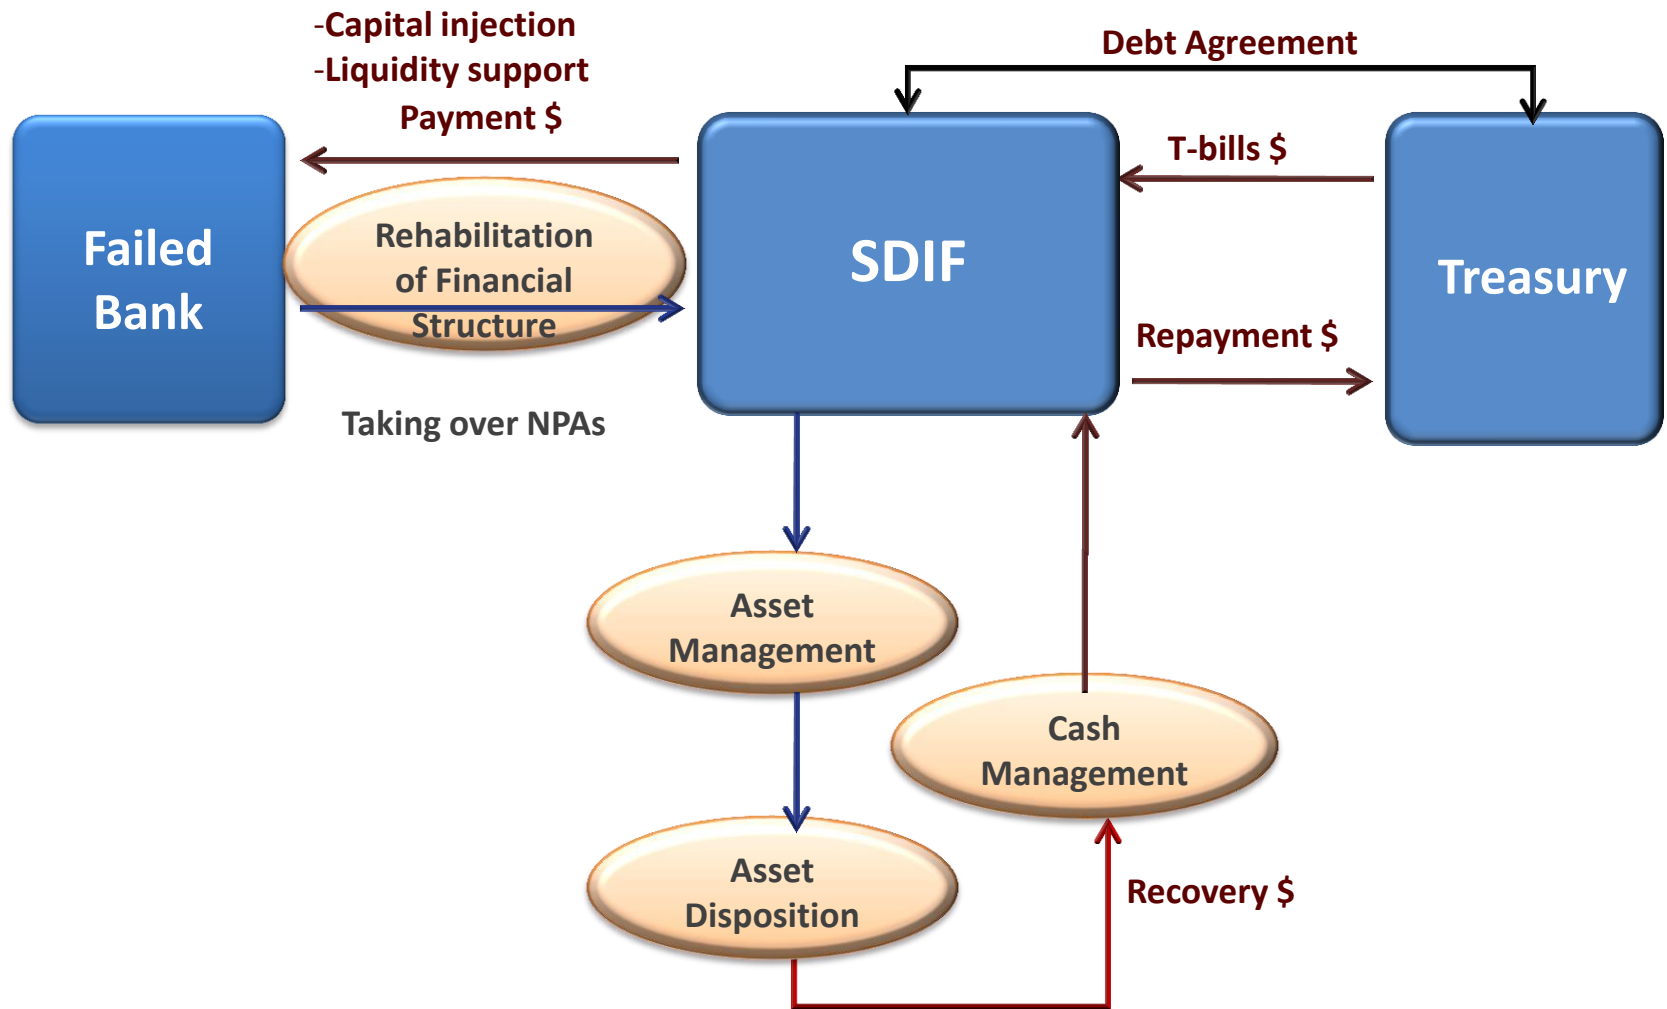 -Capital injection
-Liquidity support
Payment $
Debt Agreement
T-bills $
Failed
Bank
Rehabilitation
of Financial
Structure
SDIF
Treasury
Repayment $
Taking over NPAs
Asset
Management
Cash
Management
Asset
Disposition
Recovery $